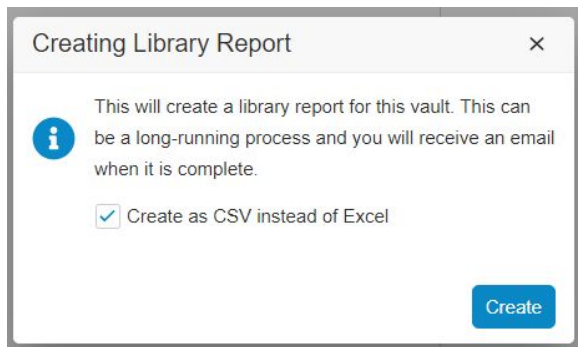 Creating Library Report
This will create a library report for this vault. This can
be a long-running process and you will receive an email
when it is complete.
Create as CSV instead of Excel
Create